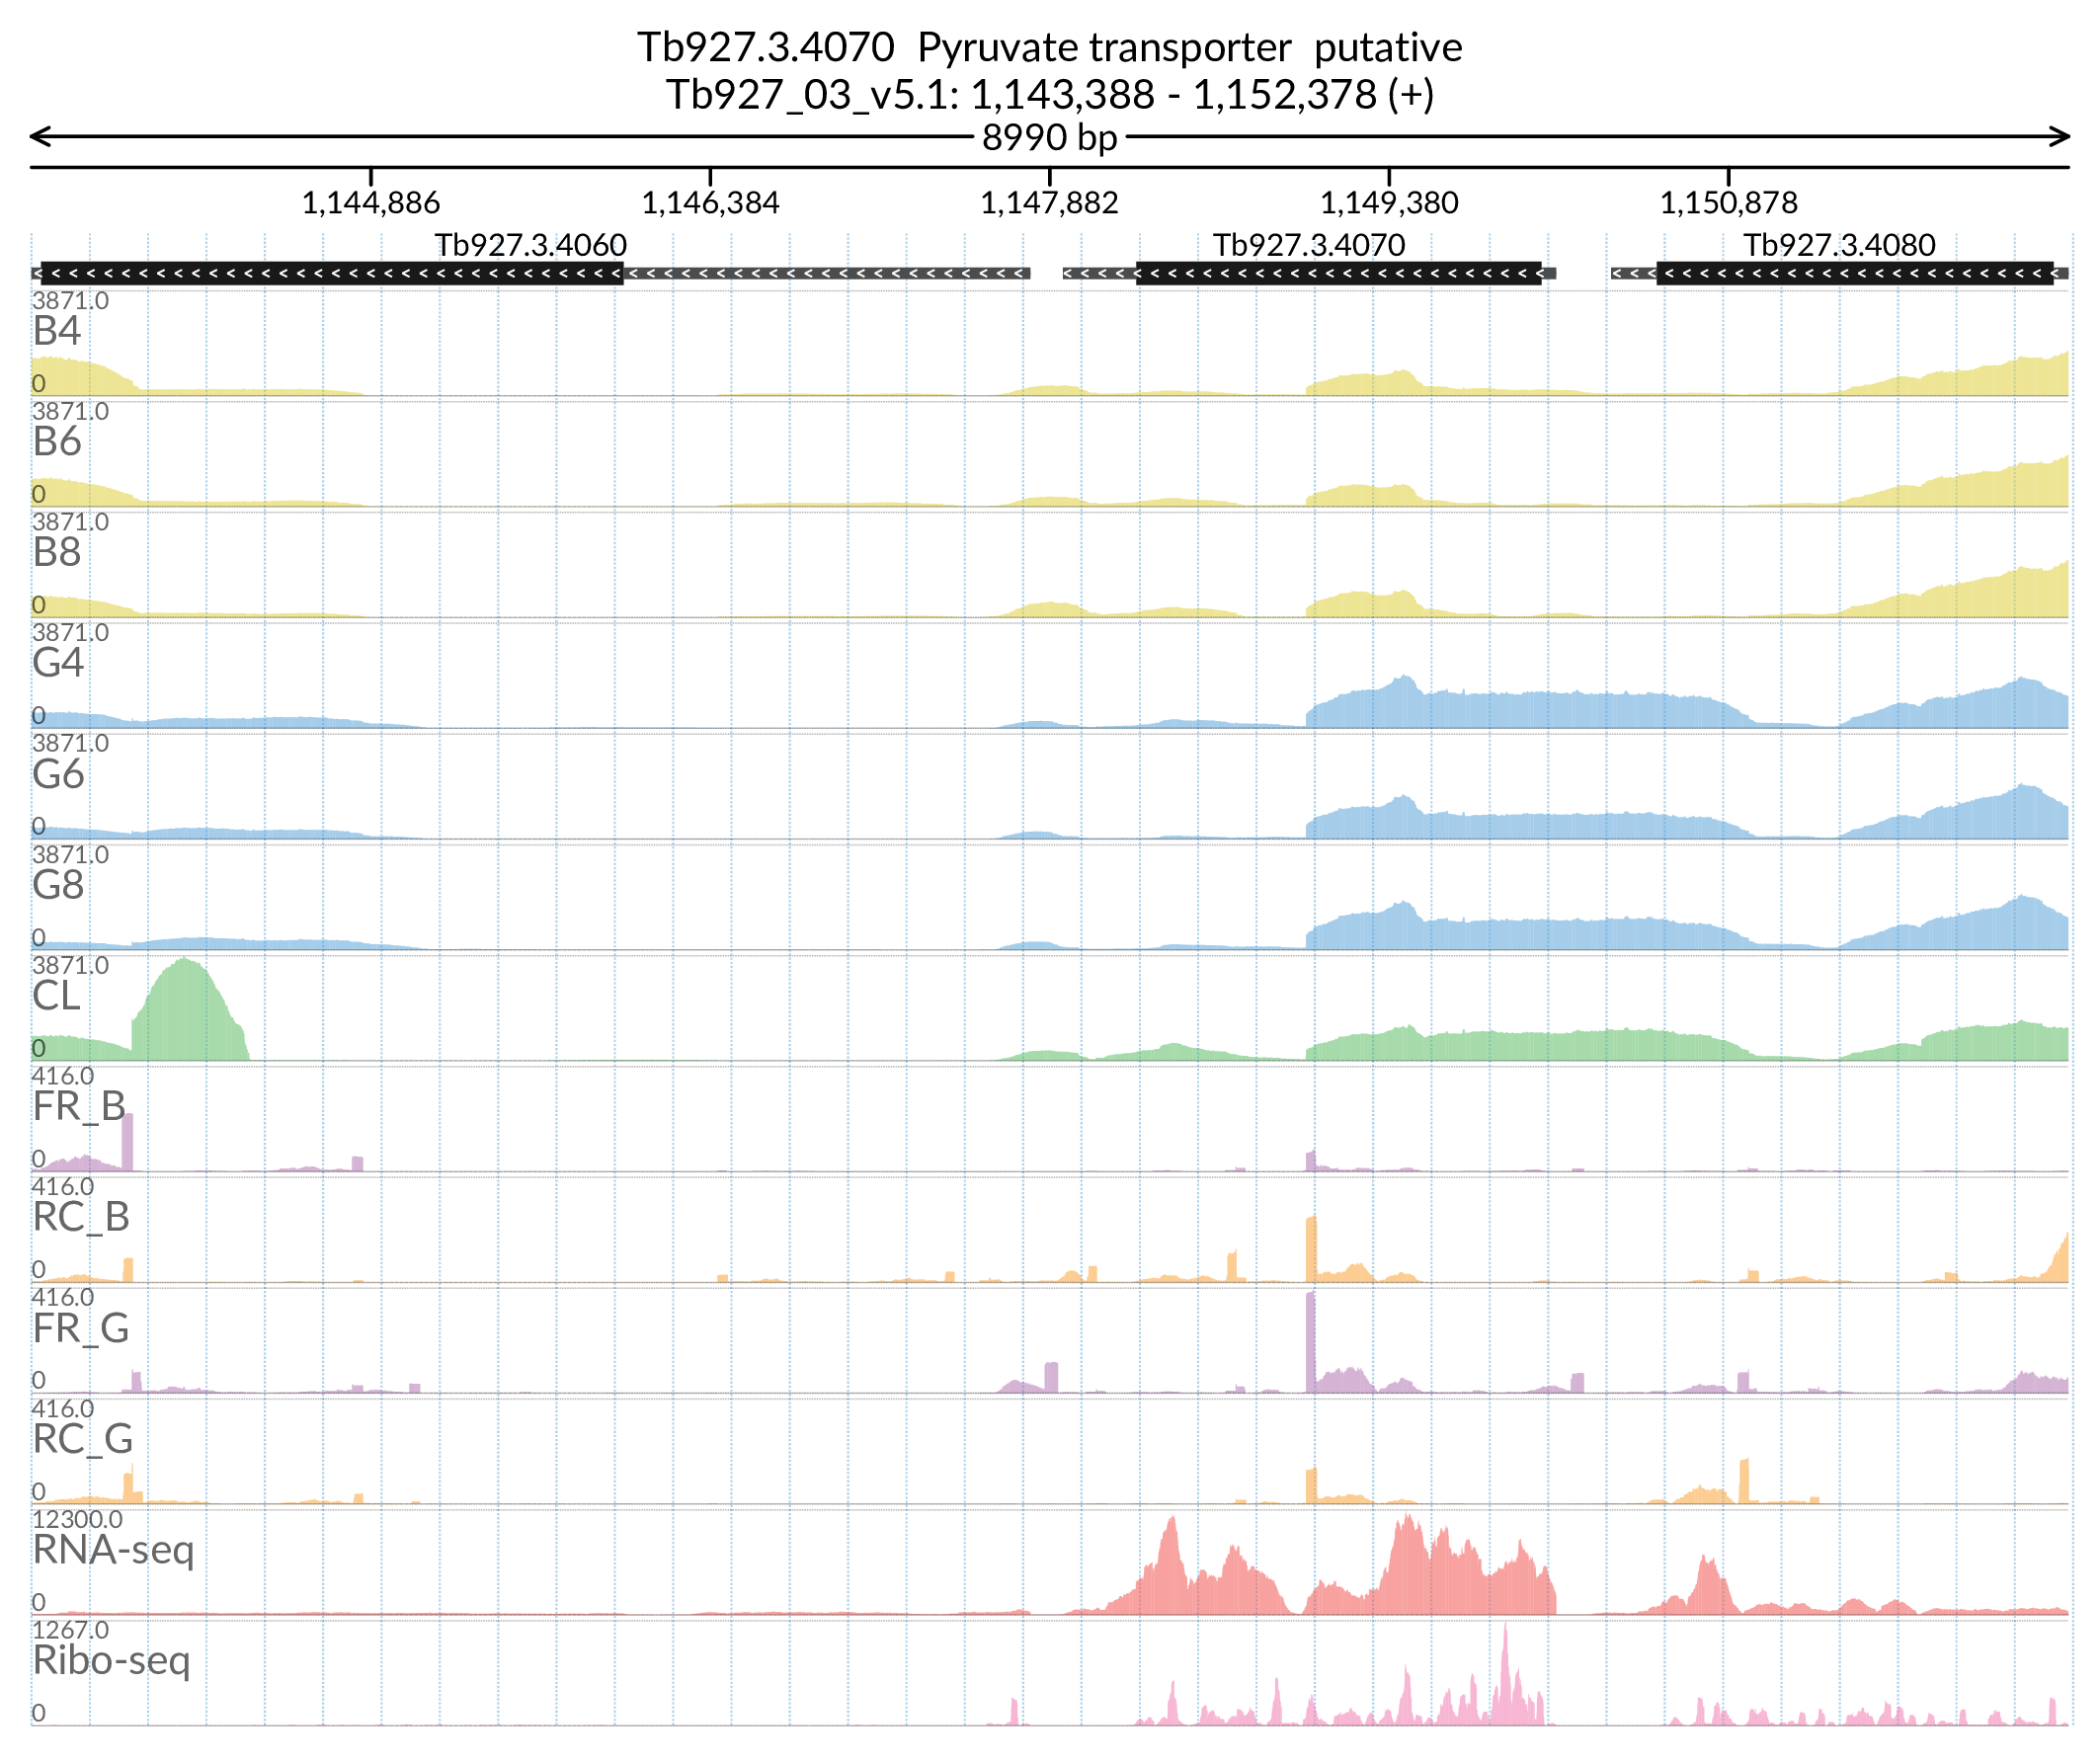 Tb927.3.4070  Pyruvate transporter  putative
Tb927_03_v5.1: 1,143,388 - 1,152,378 (+)
8990 bp
1,144,886 1,146,384 1,147,882 1,149,380 1,150,878
Tb927.3.4060 Tb927.3.4070 Tb927.3.4080
3871.0
B4
0
3871.0
B6
0
3871.0
B8
0
3871.0
G4
0
3871.0
G6
0
3871.0
G8
0
3871.0
CL
0
416.0
FR_B
0
416.0
RC_B
0
416.0
FR_G
0
416.0
RC_G
0
12300.0
RNA-seq
0
1267.0
Ribo-seq
0